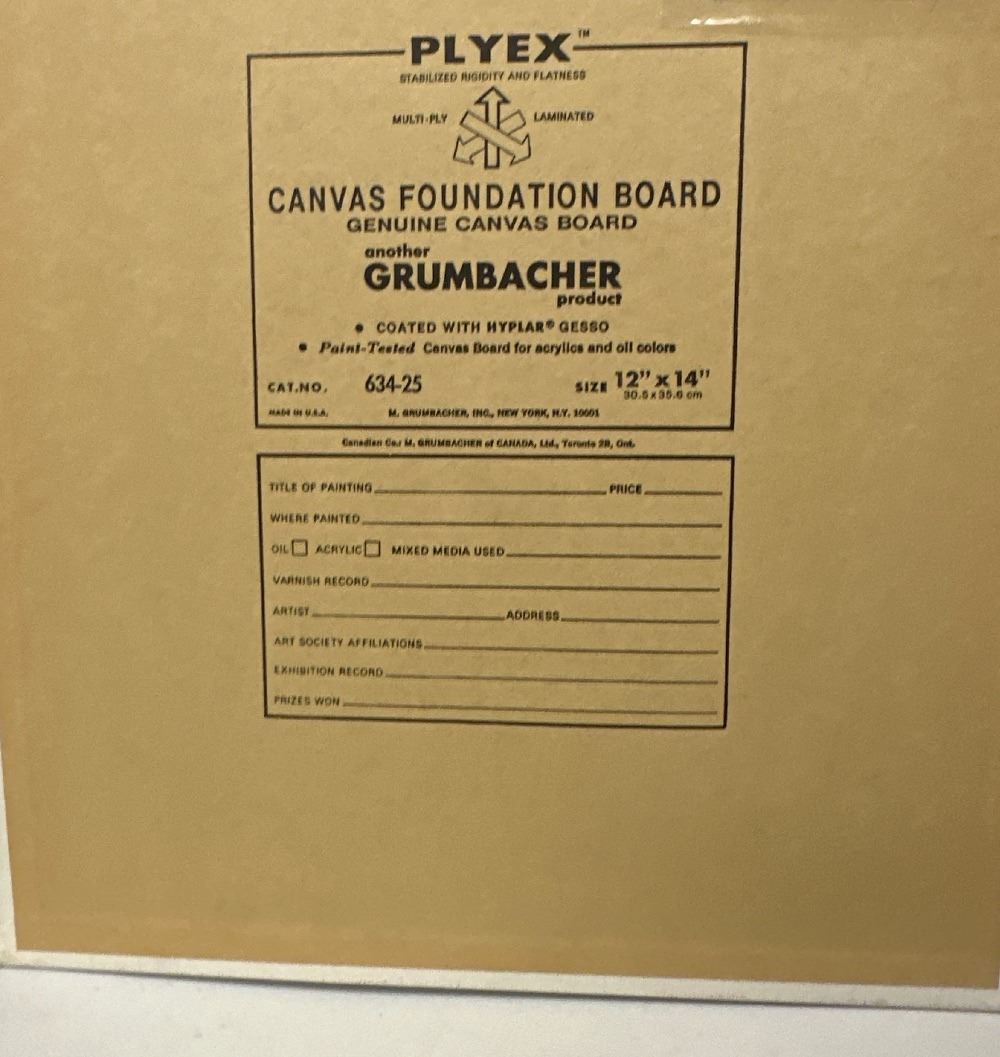 PLYEX™
STABILIZED RIGIDITY AND FLATNESS
MULTI-PLY LAMINATED
CANVAS FOUNDATION BOARD
GENUINE CANVAS BOARD
another
GRUMBACHER
product
• COATED WITH HYPLAR® GESSO
• Paint-Tested Canvas Board for acrylics and oil colors
CAT.NO. 634-25 SIZE 12" x 14"
30.5 x 35.6 cm
MADE IN U.S.A. M. GRUMBACHER, INC., NEW YORK, N.Y. 10001
Canadian Co.: M. GRUMBACHER of CANADA, Ltd., Toronto 2B, Ont.
TITLE OF PAINTING PRICE
WHERE PAINTED
OIL ACRYLIC MIXED MEDIA USED
VARNISH RECORD
ARTIST ADDRESS
ART SOCIETY AFFILIATIONS
EXHIBITION RECORD
PRIZES WON